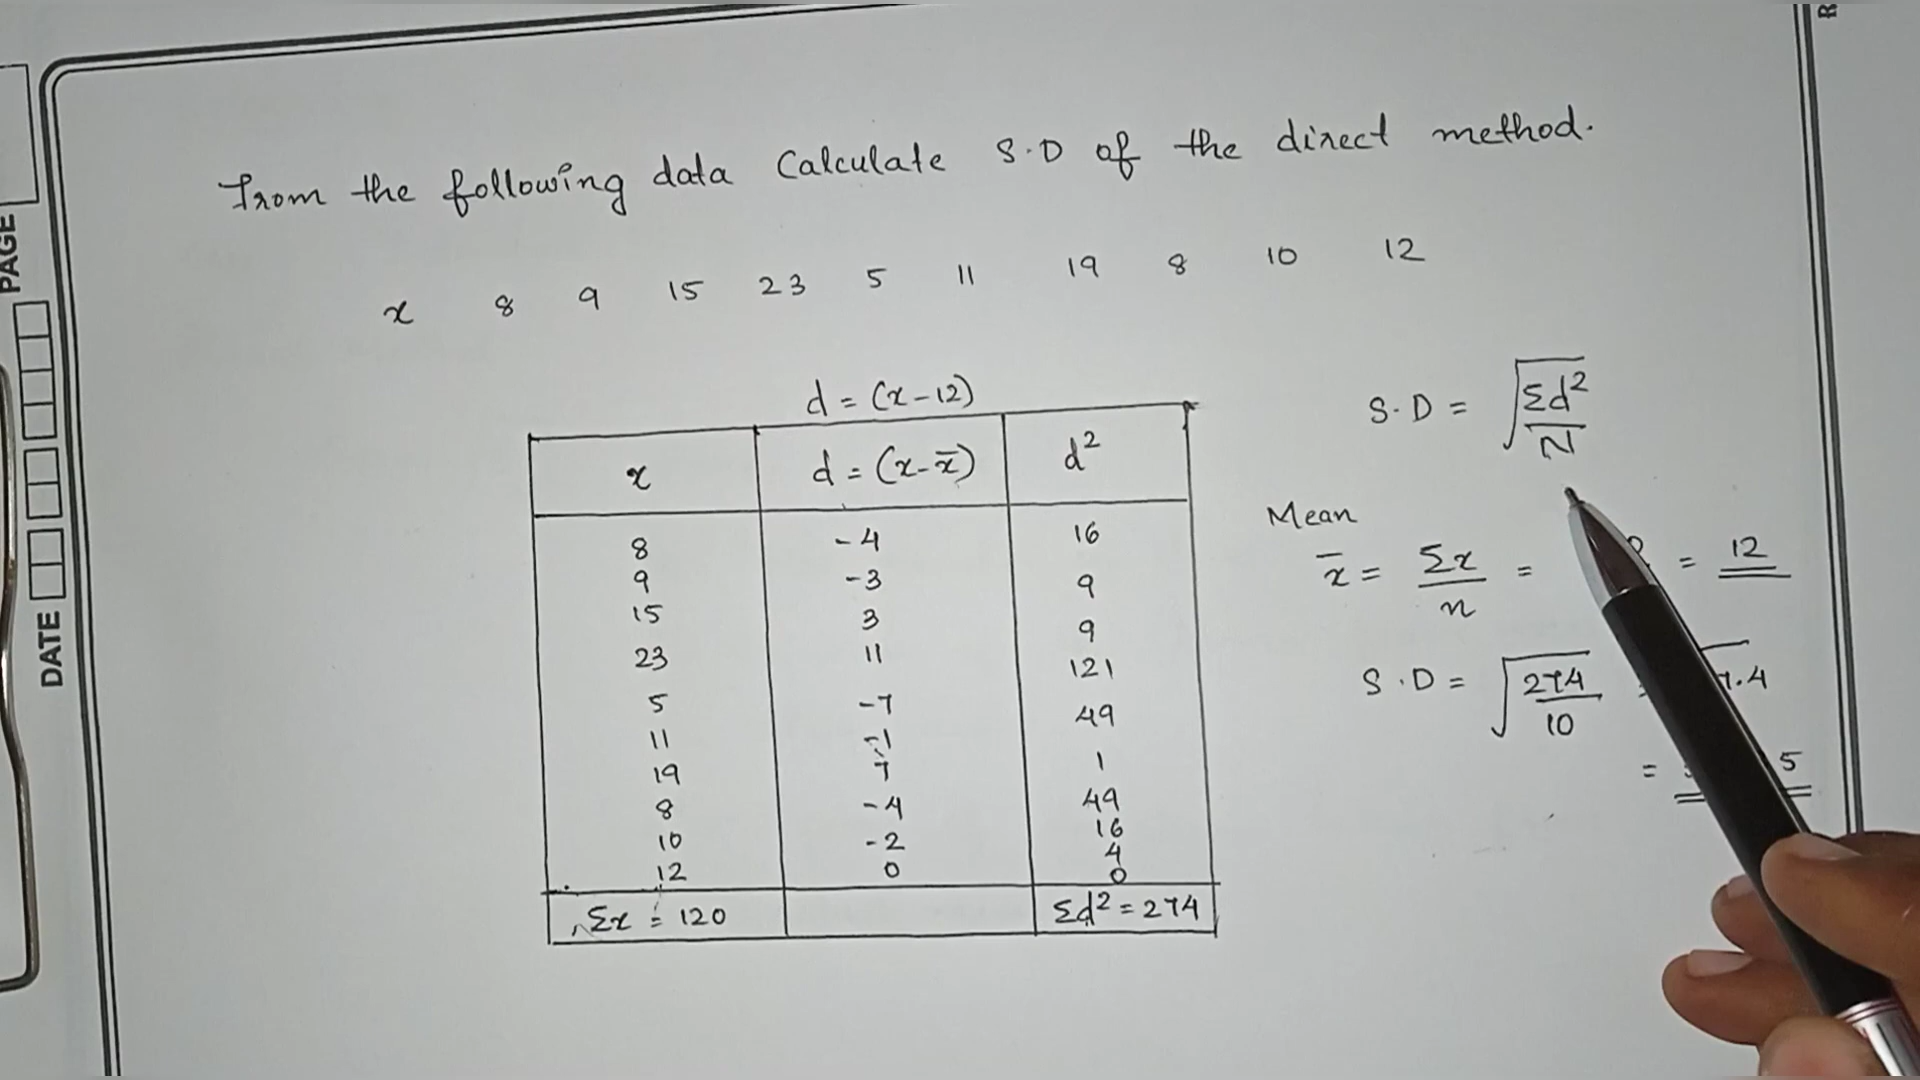 From the following data Calculate S.D of the direct method.
x 8 9 15 23 5 11 19 8 10 12
d = (x-12)
x d = (x-x̄) d²
8 -4 16
9 -3 9
15 3 9
23 11 121
5 -7 49
11 -1 1
19 7 49
8 -4 16
10 -2 4
12 0 0
Σx = 120 Σd² = 274
S.D = √Σd²/N
Mean
x̄ = Σx/n = = 12
S.D = √274/10
PAGE
DATE
R